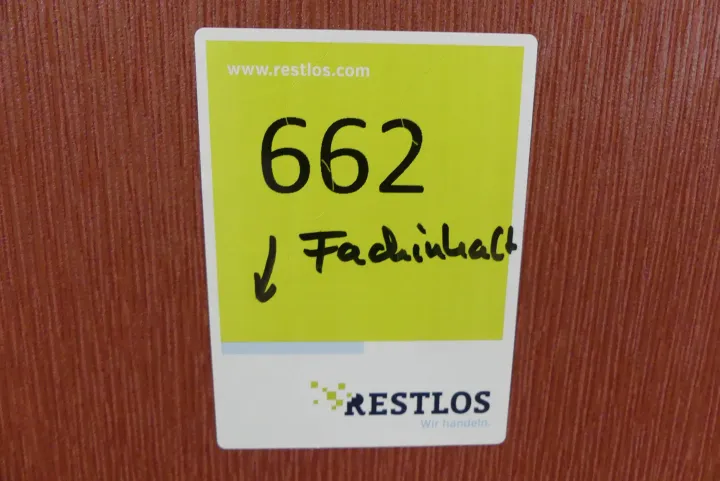 www.restlos.com
662
↓ Fachinhalt
RESTLOS
Wir handeln.